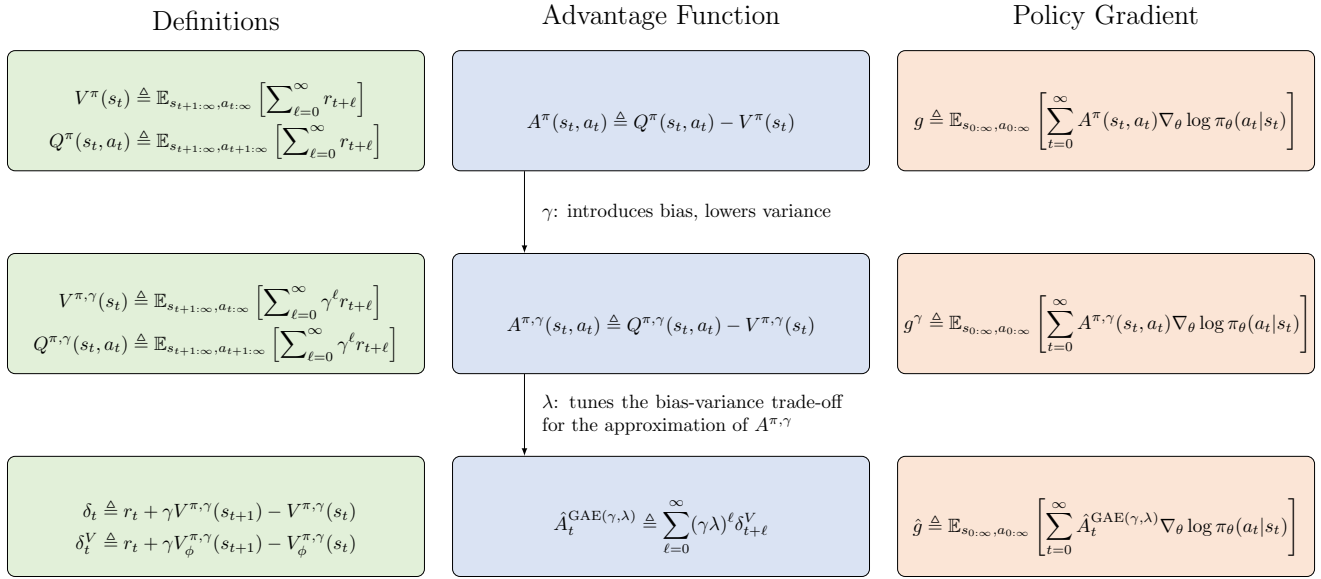 Definitions
Advantage Function
Policy Gradient
V^π(s_t) ≜ 𝔼_{s_{t+1:∞}, a_{t:∞}} [∑_{ℓ=0}^∞ r_{t+ℓ}]
Q^π(s_t, a_t) ≜ 𝔼_{s_{t+1:∞}, a_{t+1:∞}} [∑_{ℓ=0}^∞ r_{t+ℓ}]
A^π(s_t, a_t) ≜ Q^π(s_t, a_t) − V^π(s_t)
g ≜ 𝔼_{s_{0:∞}, a_{0:∞}} [∑_{t=0}^∞ A^π(s_t, a_t)∇_θ log π_θ(a_t|s_t)]
γ: introduces bias, lowers variance
V^{π,γ}(s_t) ≜ 𝔼_{s_{t+1:∞}, a_{t:∞}} [∑_{ℓ=0}^∞ γ^ℓ r_{t+ℓ}]
Q^{π,γ}(s_t, a_t) ≜ 𝔼_{s_{t+1:∞}, a_{t+1:∞}} [∑_{ℓ=0}^∞ γ^ℓ r_{t+ℓ}]
A^{π,γ}(s_t, a_t) ≜ Q^{π,γ}(s_t, a_t) − V^{π,γ}(s_t)
g^γ ≜ 𝔼_{s_{0:∞}, a_{0:∞}} [∑_{t=0}^∞ A^{π,γ}(s_t, a_t)∇_θ log π_θ(a_t|s_t)]
λ: tunes the bias-variance trade-off
for the approximation of A^{π,γ}
δ_t ≜ r_t + γV^{π,γ}(s_{t+1}) − V^{π,γ}(s_t)
δ_t^V ≜ r_t + γV_ϕ^{π,γ}(s_{t+1}) − V_ϕ^{π,γ}(s_t)
Â_t^{GAE(γ,λ)} ≜ ∑_{ℓ=0}^∞ (γλ)^ℓ δ_{t+ℓ}^V
ĝ ≜ 𝔼_{s_{0:∞}, a_{0:∞}} [∑_{t=0}^∞ Â_t^{GAE(γ,λ)} ∇_θ log π_θ(a_t|s_t)]